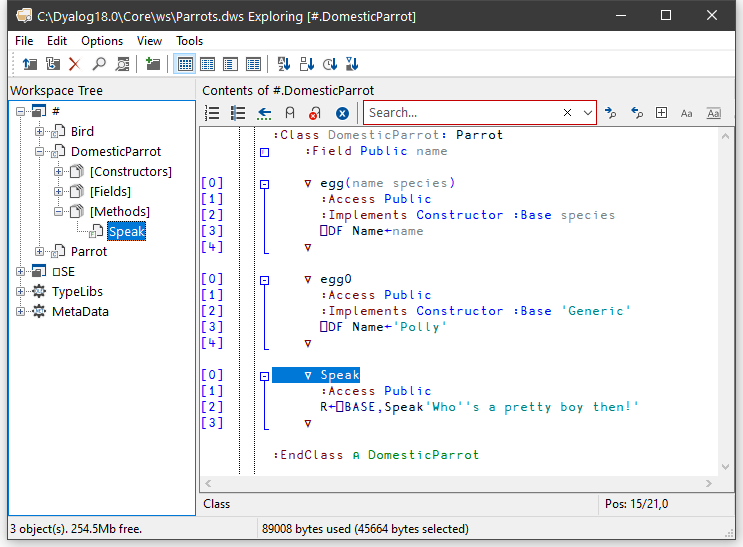 C:\Dyalog18.0\Core\ws\Parrots.dws Exploring [#.DomesticParrot]
File Edit Options View Tools
Workspace Tree
#
Bird
DomesticParrot
[Constructors]
[Fields]
[Methods]
Speak
Parrot
⎕SE
TypeLibs
MetaData
Contents of #.DomesticParrot
Search...
:Class DomesticParrot: Parrot
:Field Public name
[0] ∇ egg(name species)
[1] :Access Public
[2] :Implements Constructor :Base species
[3] ⎕DF Name←name
[4] ∇
[0] ∇ egg0
[1] :Access Public
[2] :Implements Constructor :Base 'Generic'
[3] ⎕DF Name←'Polly'
[4] ∇
[0] ∇ Speak
[1] :Access Public
[2] R←⎕BASE,Speak'Who''s a pretty boy then!'
[3] ∇
:EndClass ⍝ DomesticParrot
Class Pos: 15/21,0
3 object(s). 254.5Mb free. 89008 bytes used (45664 bytes selected)